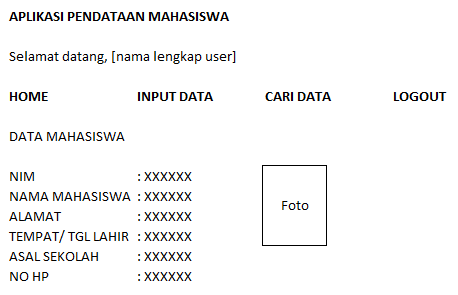 APLIKASI PENDATAAN MAHASISWA
Selamat datang, [nama lengkap user]
HOME INPUT DATA CARI DATA LOGOUT
DATA MAHASISWA
NIM : XXXXXX
NAMA MAHASISWA : XXXXXX
ALAMAT : XXXXXX
TEMPAT/ TGL LAHIR : XXXXXX
ASAL SEKOLAH : XXXXXX
NO HP : XXXXXX
Foto